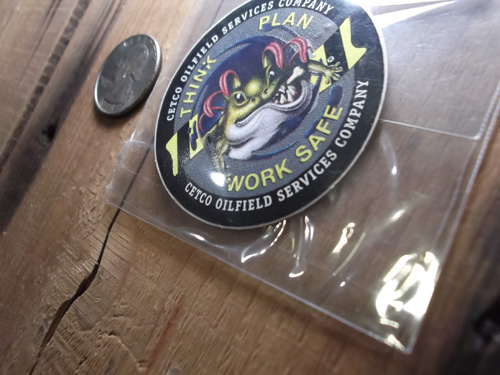 CETCO OILFIELD SERVICES COMPANY
THINK
PLAN
WORK SAFE
CETCO OILFIELD SERVICES COMPANY